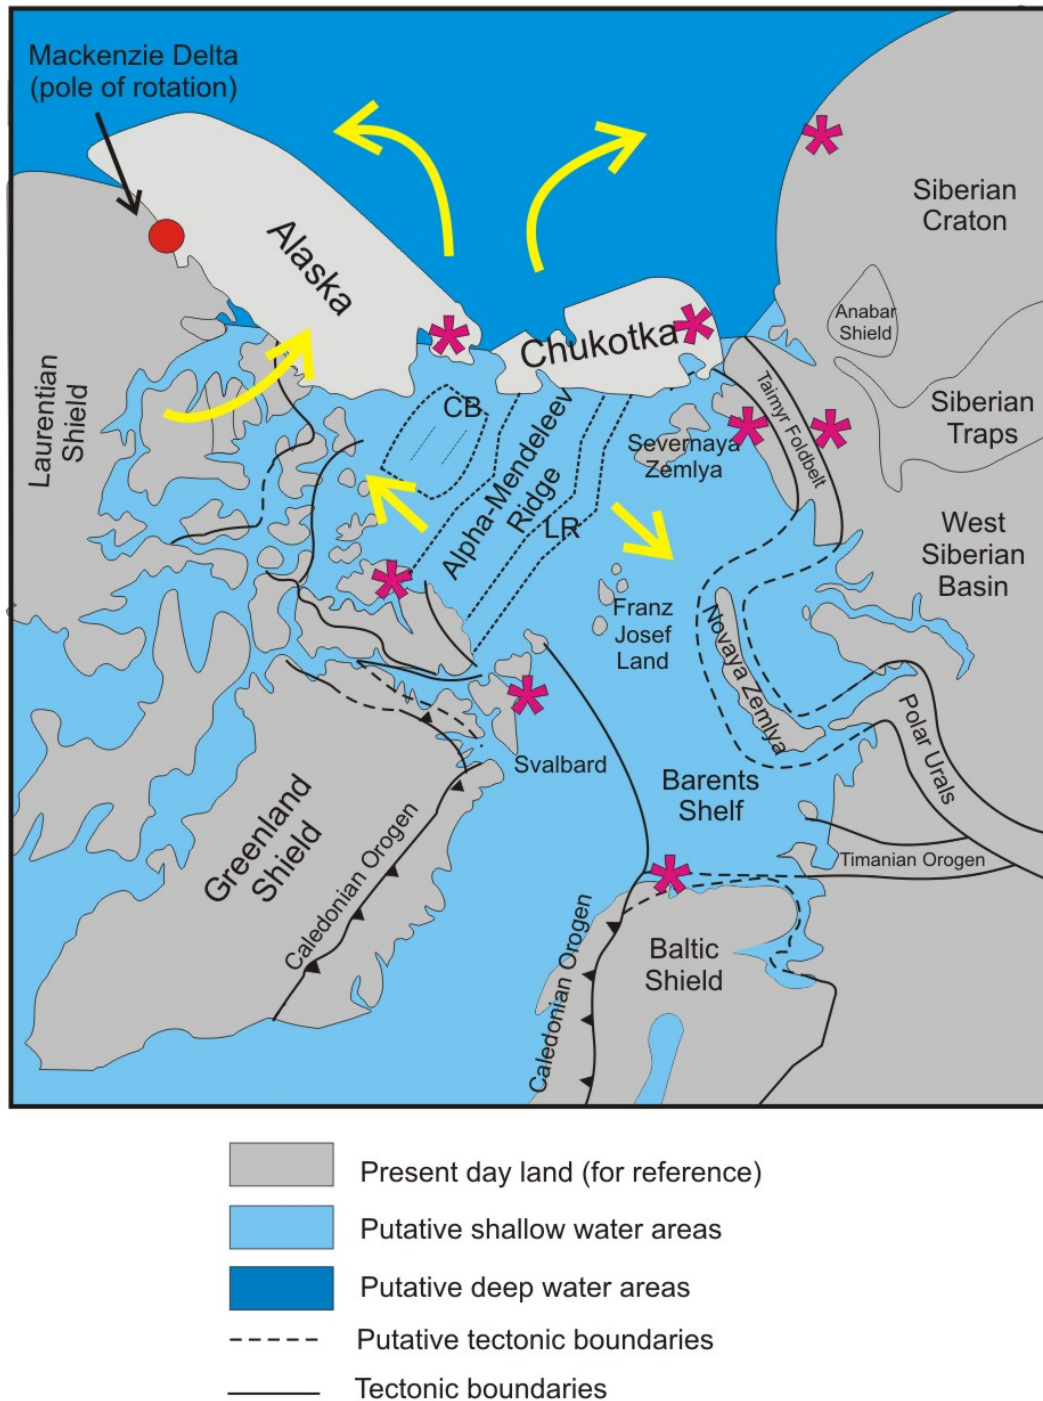 Mackenzie Delta
(pole of rotation)
Siberian
Craton
Alaska
Anabar
Shield
Chukotka
Laurentian
Shield
CB
Taimyr Foldbelt
Siberian
Traps
Severnaya
Zemlya
Alpha-Mendeleev
Ridge
LR
West
Siberian
Basin
Franz
Josef
Land
Novaya Zemlya
Polar Urals
Svalbard
Barents
Shelf
Greenland
Shield
Caledonian Orogen
Timanian Orogen
Caledonian Orogen
Baltic
Shield
Present day land (for reference)
Putative shallow water areas
Putative deep water areas
Putative tectonic boundaries
Tectonic boundaries